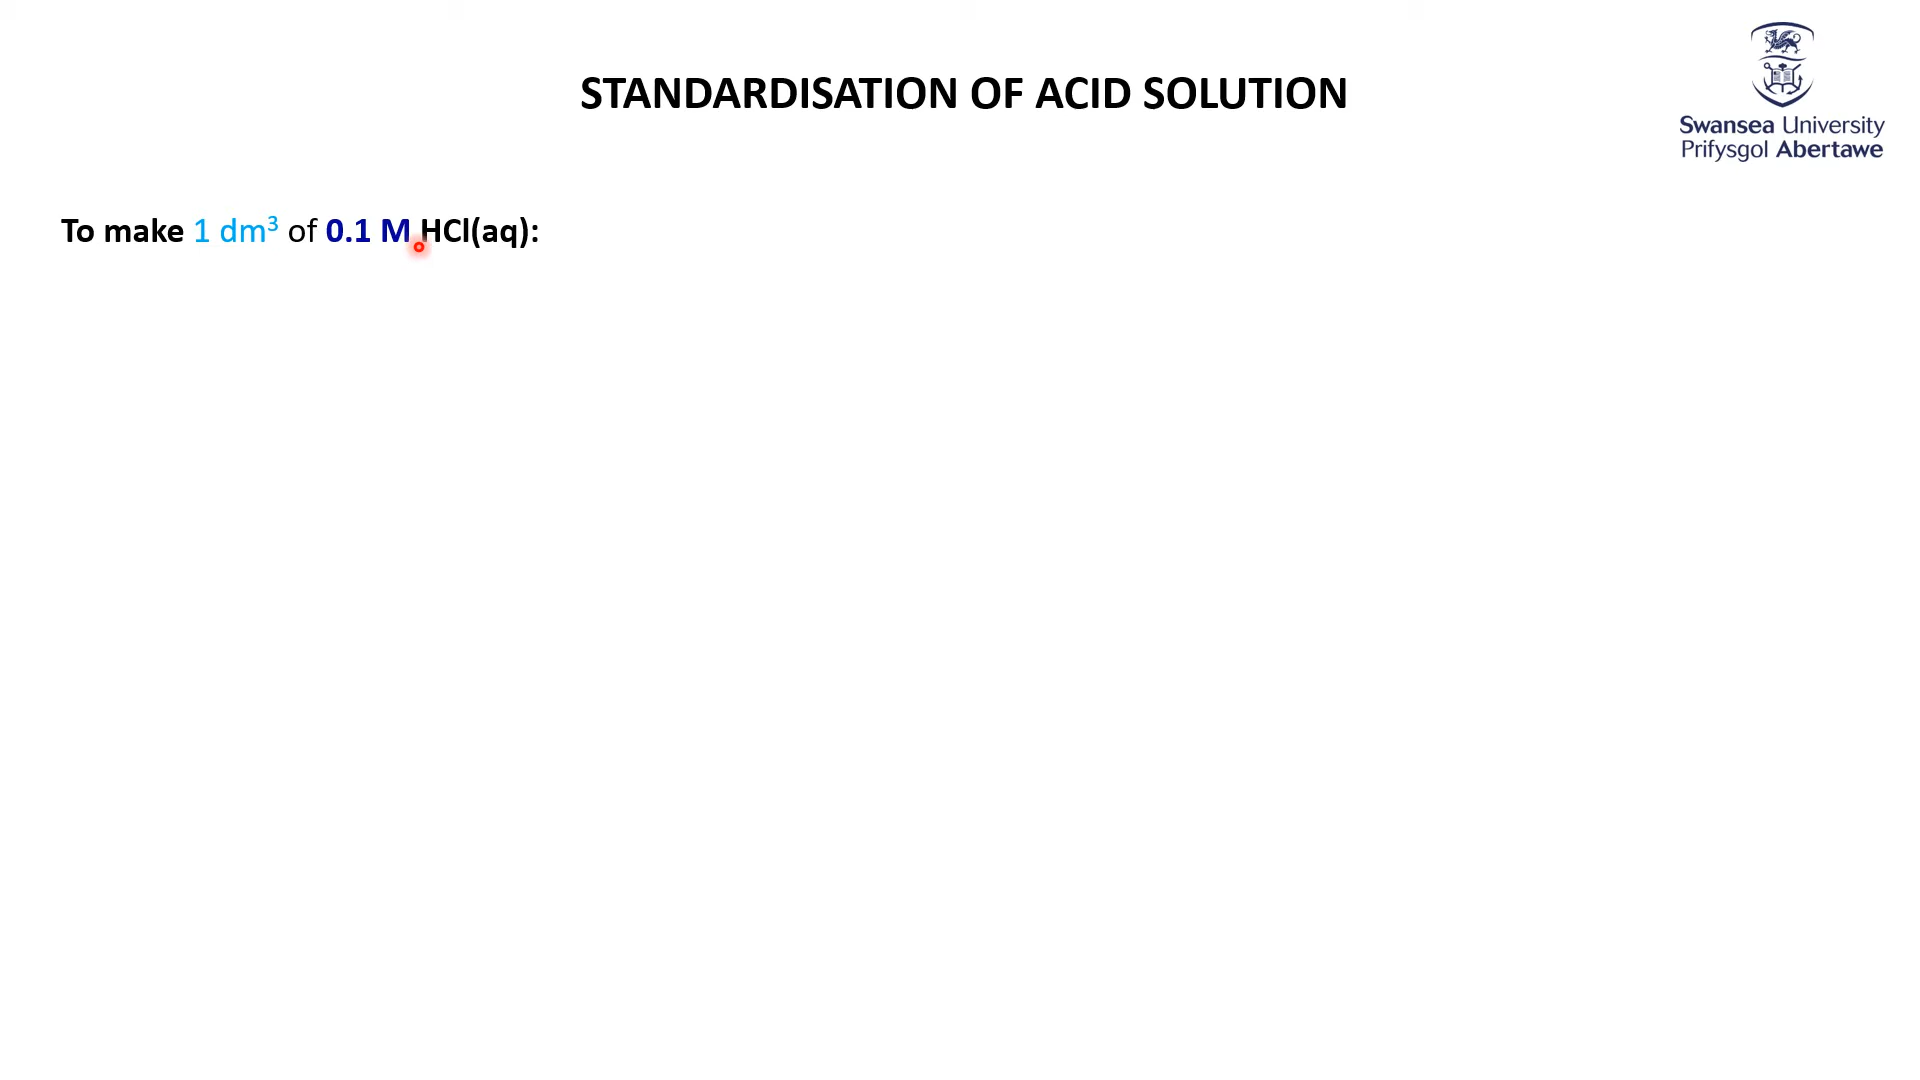 STANDARDISATION OF ACID SOLUTION
Swansea University
Prifysgol Abertawe
To make 1 dm³ of 0.1 M HCl(aq):